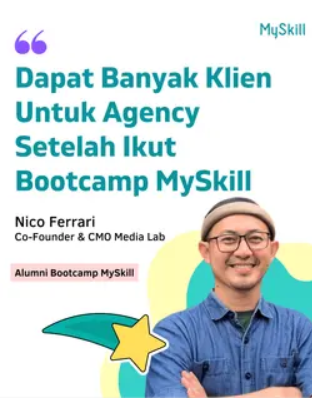 MySkill
Dapat Banyak Klien
Untuk Agency
Setelah Ikut
Bootcamp MySkill
Nico Ferrari
Co-Founder & CMO Media Lab
Alumni Bootcamp MySkill